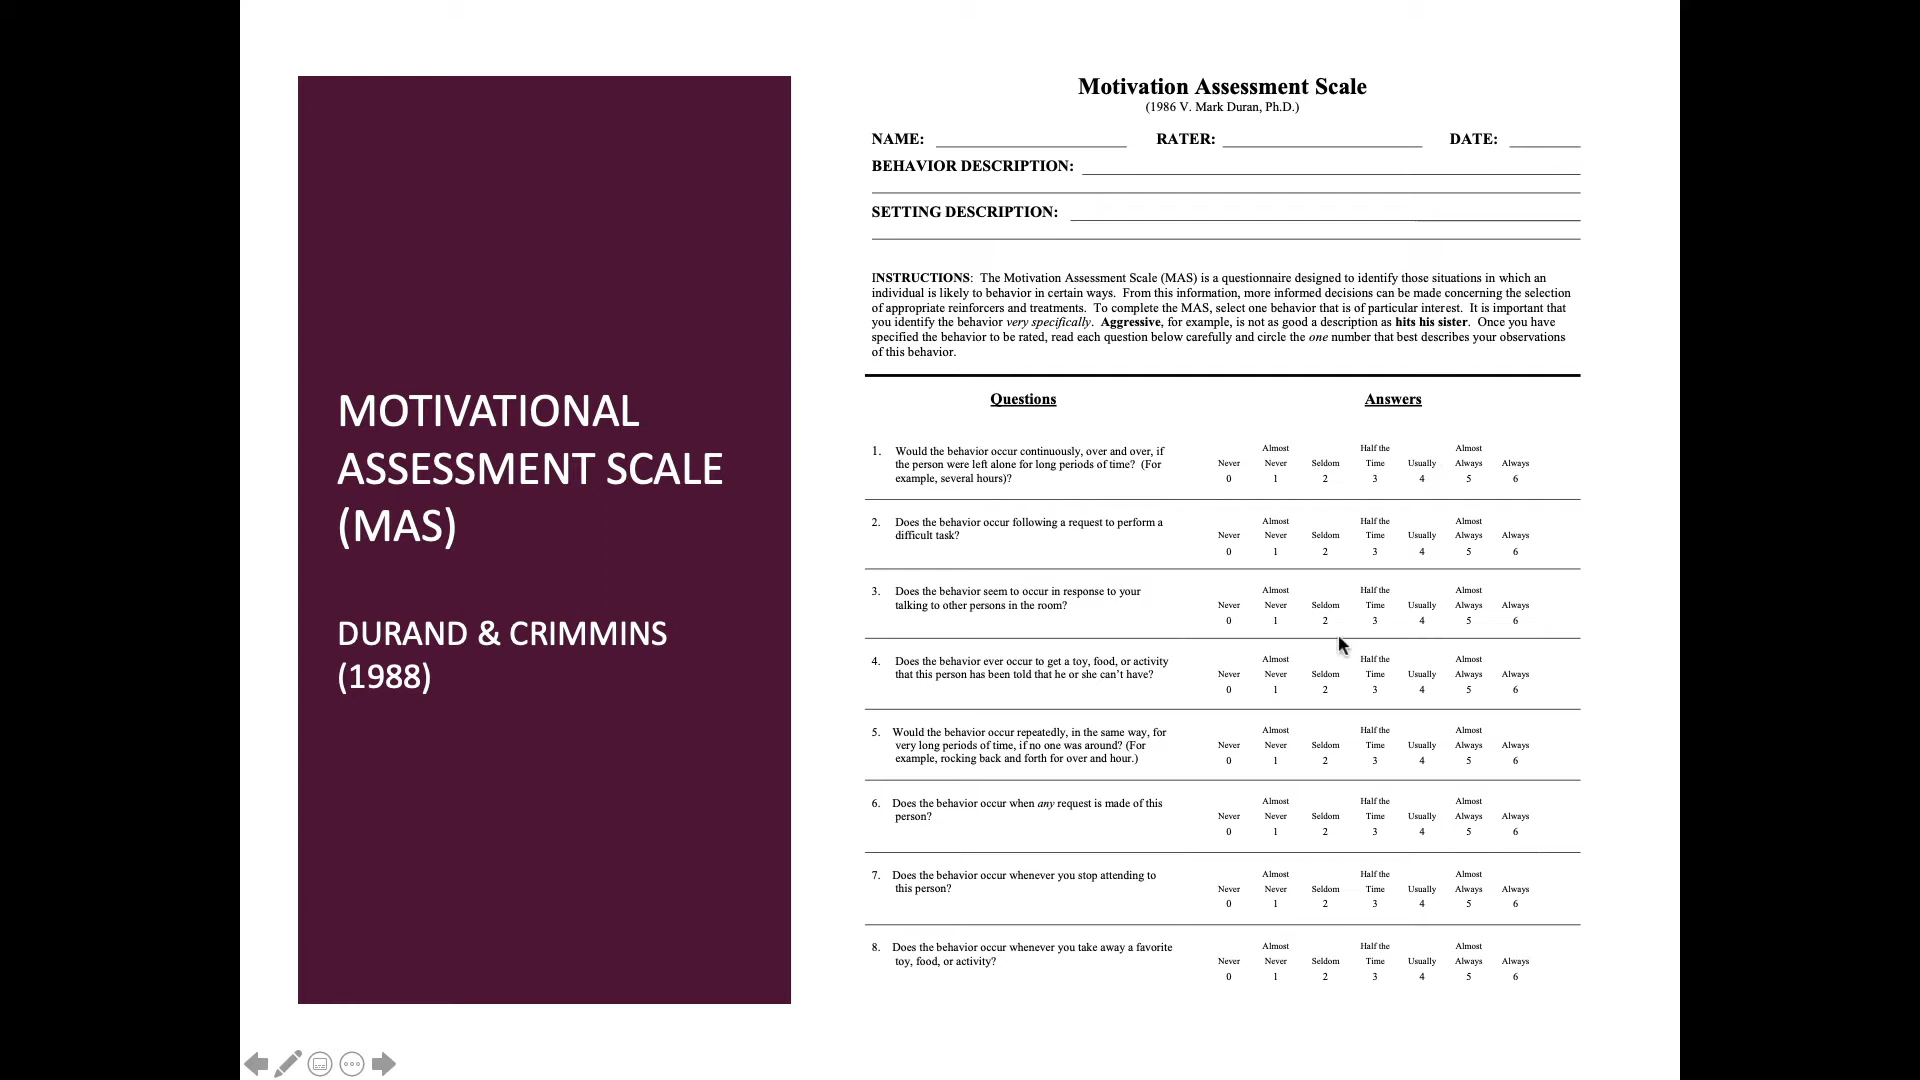 MOTIVATIONAL
ASSESSMENT SCALE
(MAS)
DURAND & CRIMMINS
(1988)
Motivation Assessment Scale
(1986 V. Mark Duran, Ph.D.)
NAME: RATER: DATE:
BEHAVIOR DESCRIPTION:
SETTING DESCRIPTION:
INSTRUCTIONS: The Motivation Assessment Scale (MAS) is a questionnaire designed to identify those situations in which an
individual is likely to behavior in certain ways. From this information, more informed decisions can be made concerning the selection
of appropriate reinforcers and treatments. To complete the MAS, select one behavior that is of particular interest. It is important that
you identify the behavior very specifically. Aggressive, for example, is not as good a description as hits his sister. Once you have
specified the behavior to be rated, read each question below carefully and circle the one number that best describes your observations
of this behavior.
Questions Answers
1. Would the behavior occur continuously, over and over, if
the person were left alone for long periods of time? (For
example, several hours)?
Almost Half the Almost
Never Never Seldom Time Usually Always Always
0 1 2 3 4 5 6
2. Does the behavior occur following a request to perform a
difficult task?
Almost Half the Almost
Never Never Seldom Time Usually Always Always
0 1 2 3 4 5 6
3. Does the behavior seem to occur in response to your
talking to other persons in the room?
Almost Half the Almost
Never Never Seldom Time Usually Always Always
0 1 2 3 4 5 6
4. Does the behavior ever occur to get a toy, food, or activity
that this person has been told that he or she can't have?
Almost Half the Almost
Never Never Seldom Time Usually Always Always
0 1 2 3 4 5 6
5. Would the behavior occur repeatedly, in the same way, for
very long periods of time, if no one was around? (For
example, rocking back and forth for over and hour.)
Almost Half the Almost
Never Never Seldom Time Usually Always Always
0 1 2 3 4 5 6
6. Does the behavior occur when any request is made of this
person?
Almost Half the Almost
Never Never Seldom Time Usually Always Always
0 1 2 3 4 5 6
7. Does the behavior occur whenever you stop attending to
this person?
Almost Half the Almost
Never Never Seldom Time Usually Always Always
0 1 2 3 4 5 6
8. Does the behavior occur whenever you take away a favorite
toy, food, or activity?
Almost Half the Almost
Never Never Seldom Time Usually Always Always
0 1 2 3 4 5 6